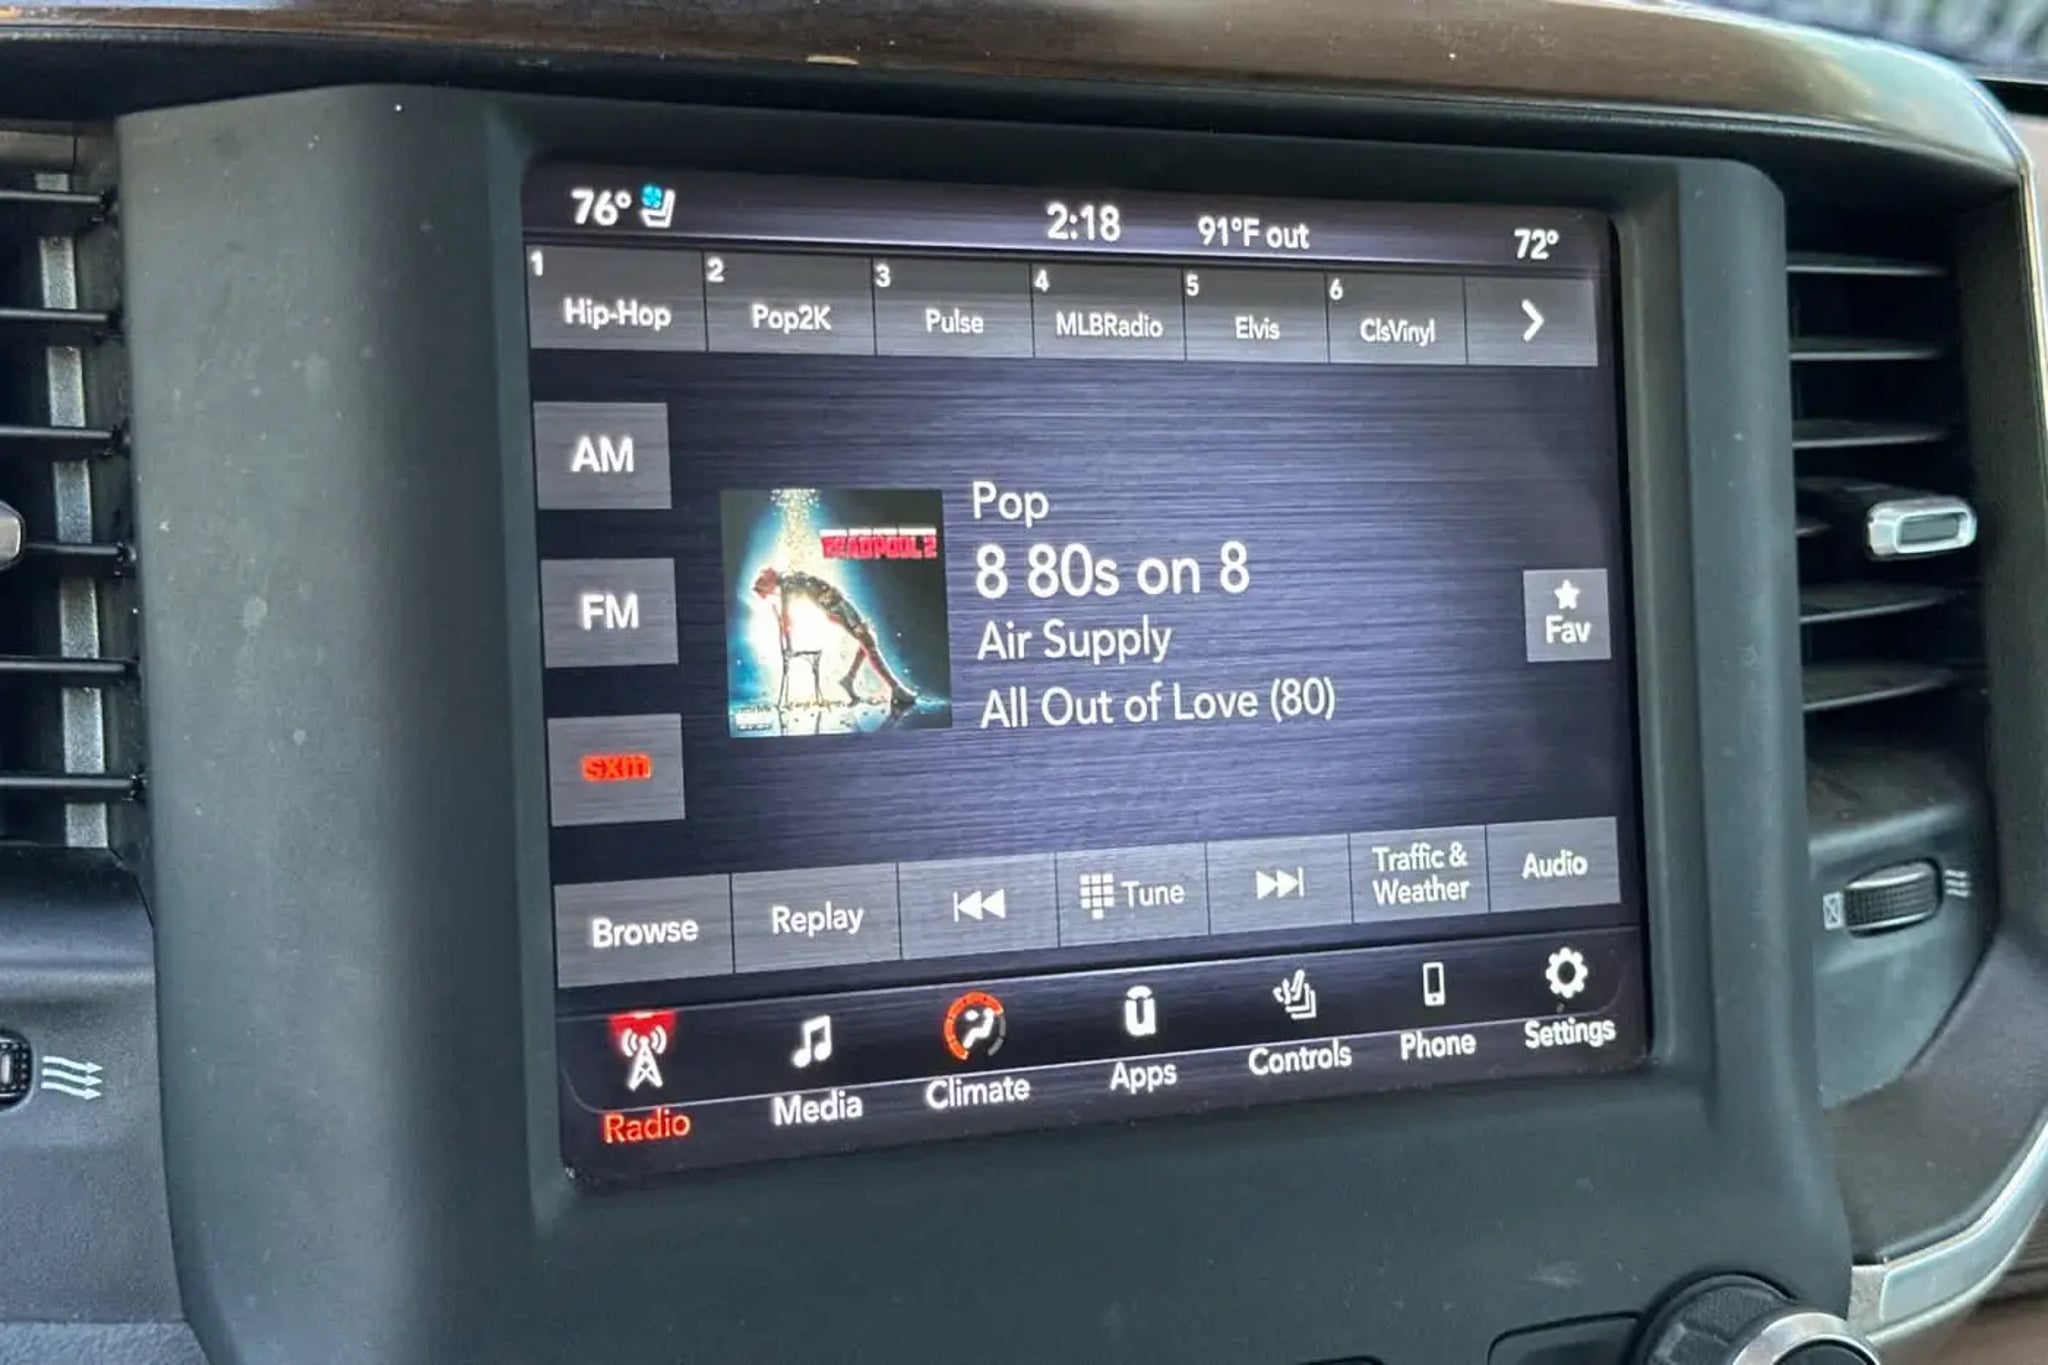 76°
2:18
91°F out
72°
1
Hip-Hop
2
Pop2K
3
Pulse
4
MLBRadio
5
Elvis
6
ClsVinyl
AM
FM
sxm
DEADPOOL 2
Pop
8 80s on 8
Air Supply
All Out of Love (80)
Fav
Browse
Replay
Tune
Traffic &
Weather
Audio
Radio
Media
Climate
u
Apps
Controls
Phone
Settings